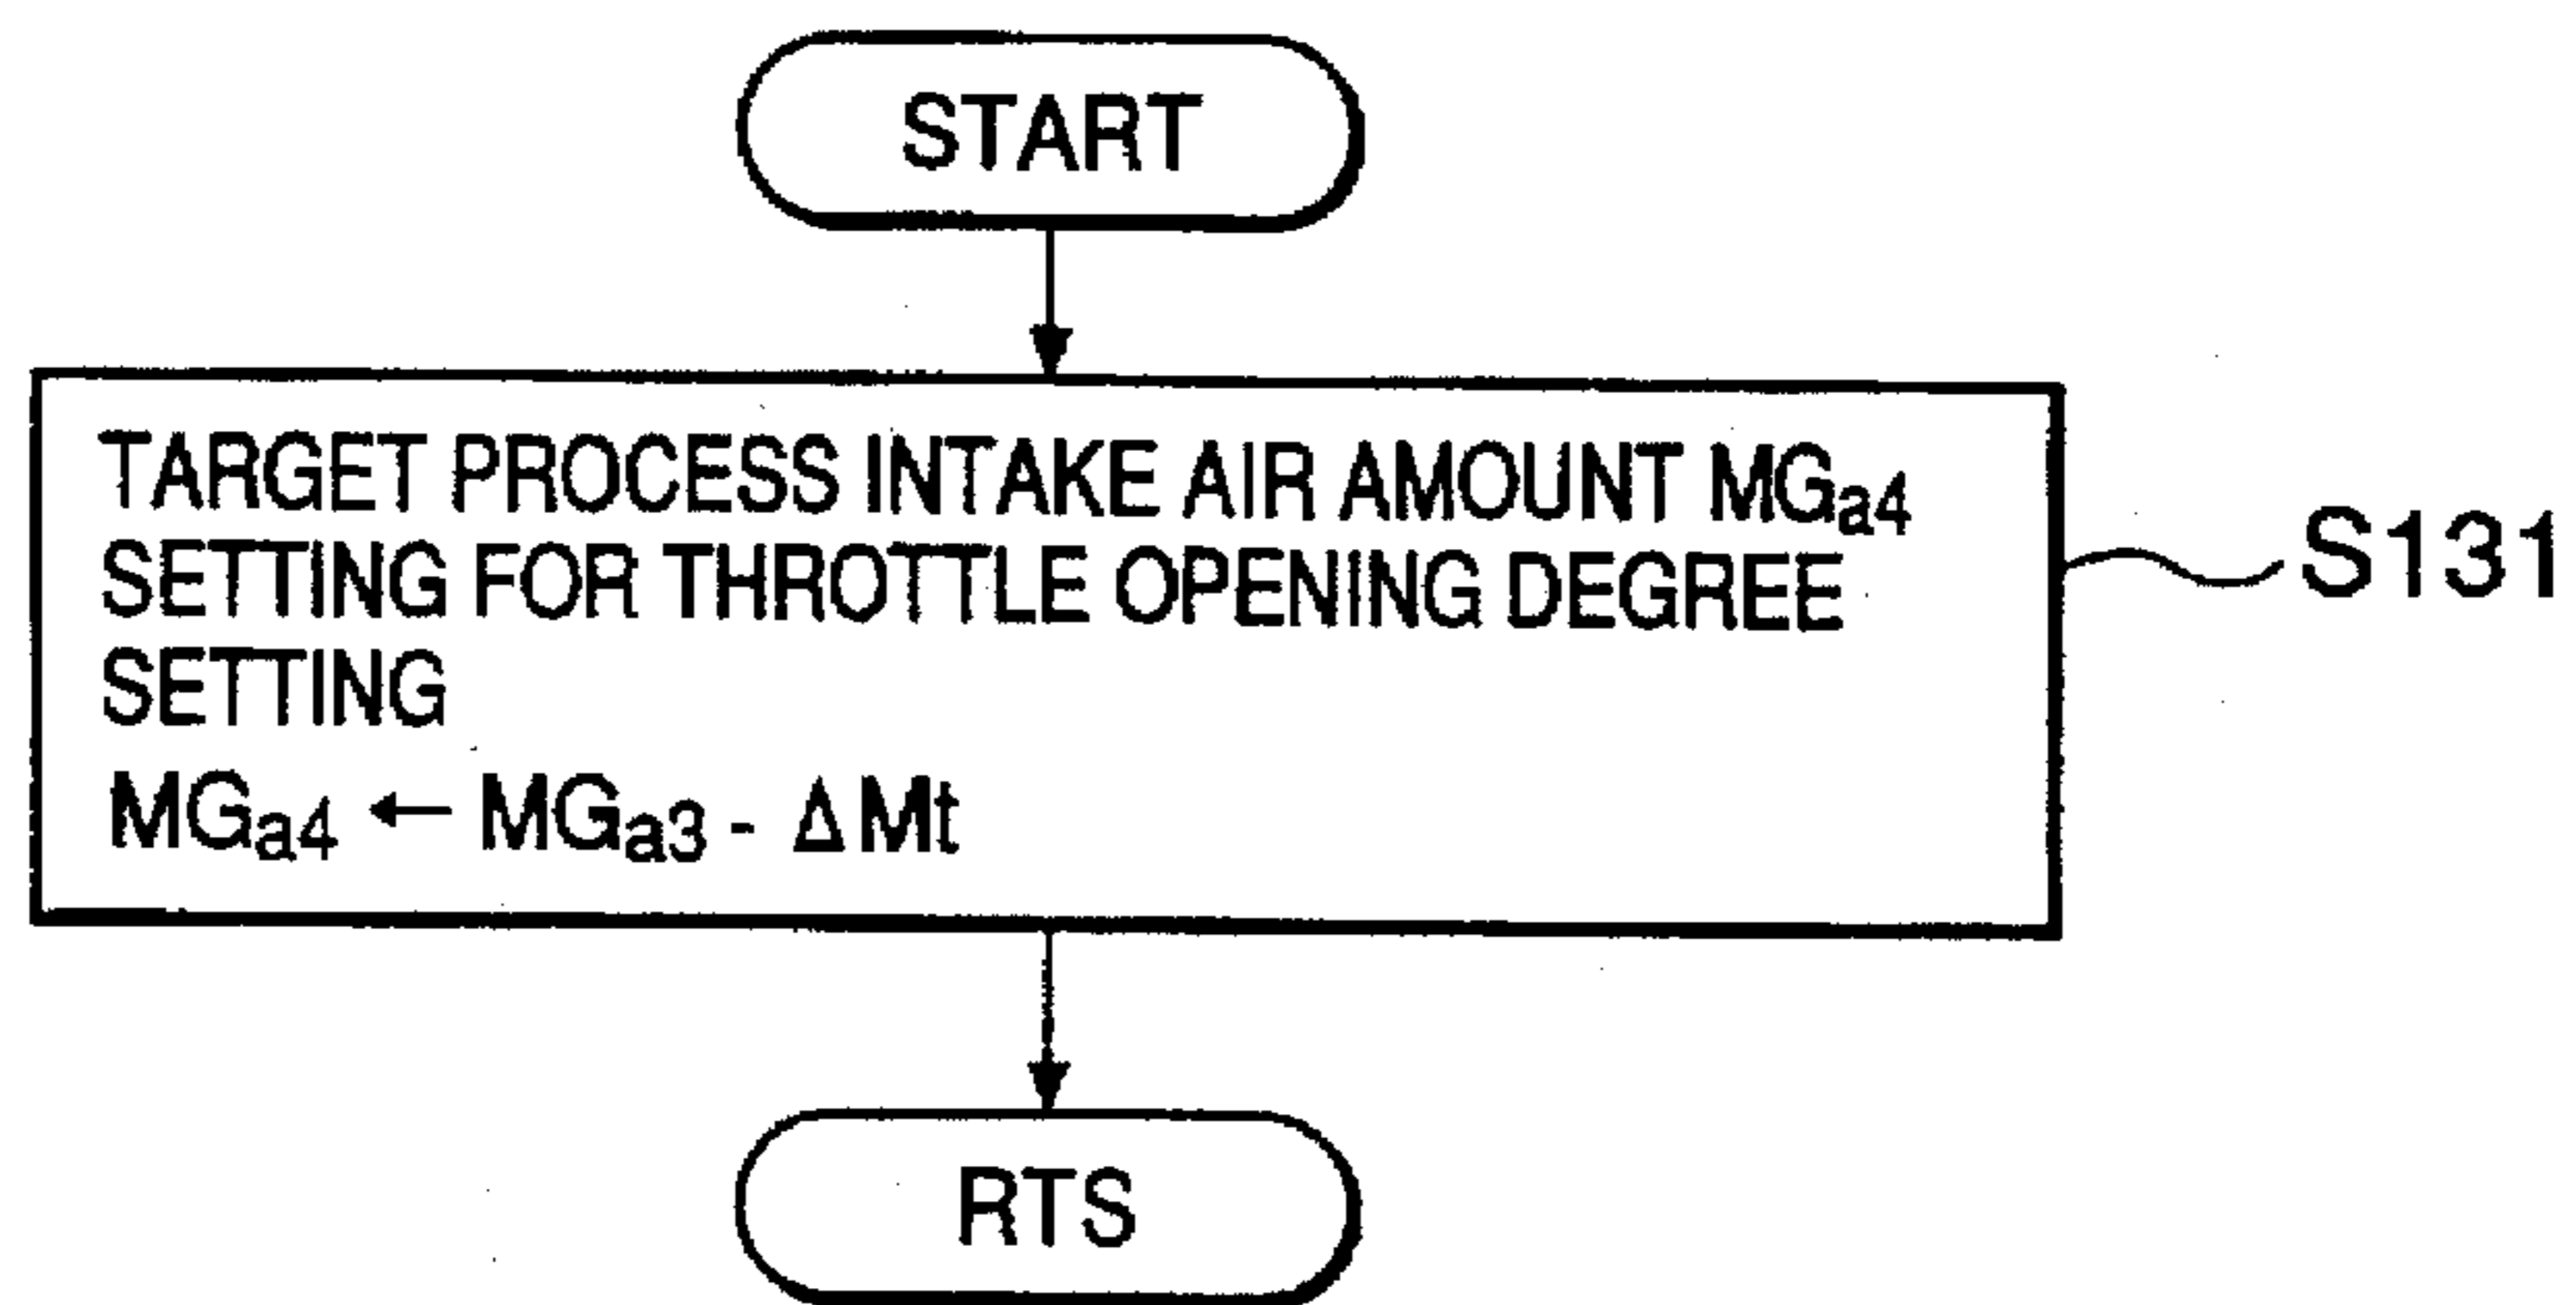 START
TARGET PROCESS INTAKE AIR AMOUNT MGa4
SETTING FOR THROTTLE OPENING DEGREE
SETTING
MGa4 ← MGa3 - ΔMt
S131
RTS